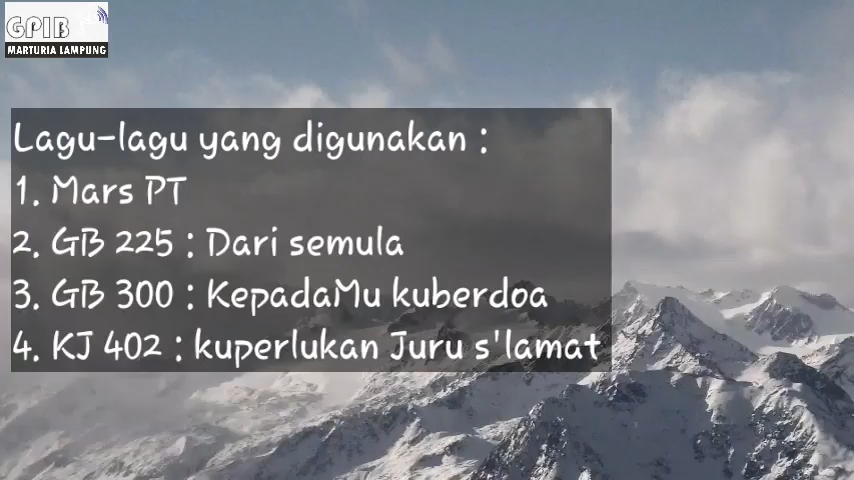 GPIB
MARTURIA LAMPUNG
Lagu-lagu yang digunakan :
1. Mars PT
2. GB 225 : Dari semula
3. GB 300 : KepadaMu kuberdoa
4. KJ 402 : kuperlukan Juru s'lamat